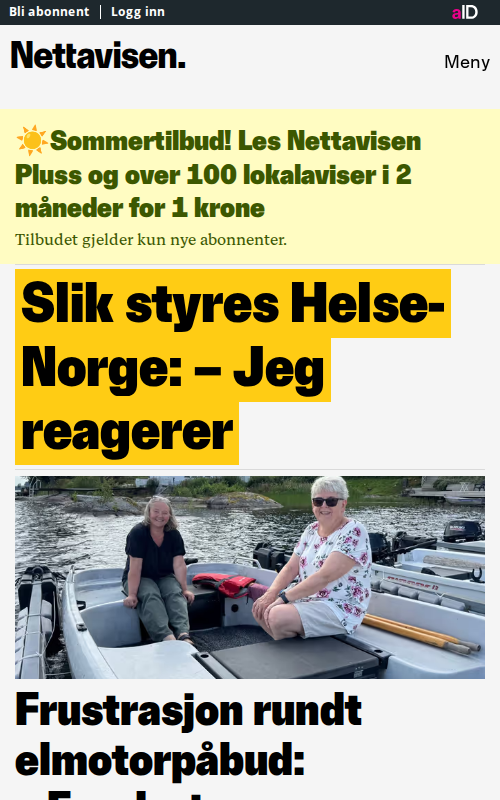 Bli abonnent
Logg inn
aID
Nettavisen.
Meny
☀️Sommertilbud! Les Nettavisen
Pluss og over 100 lokalaviser i 2
måneder for 1 krone
Tilbudet gjelder kun nye abonnenter.
Slik styres Helse-
Norge: – Jeg
reagerer
Frustrasjon rundt
elmotorpåbud: